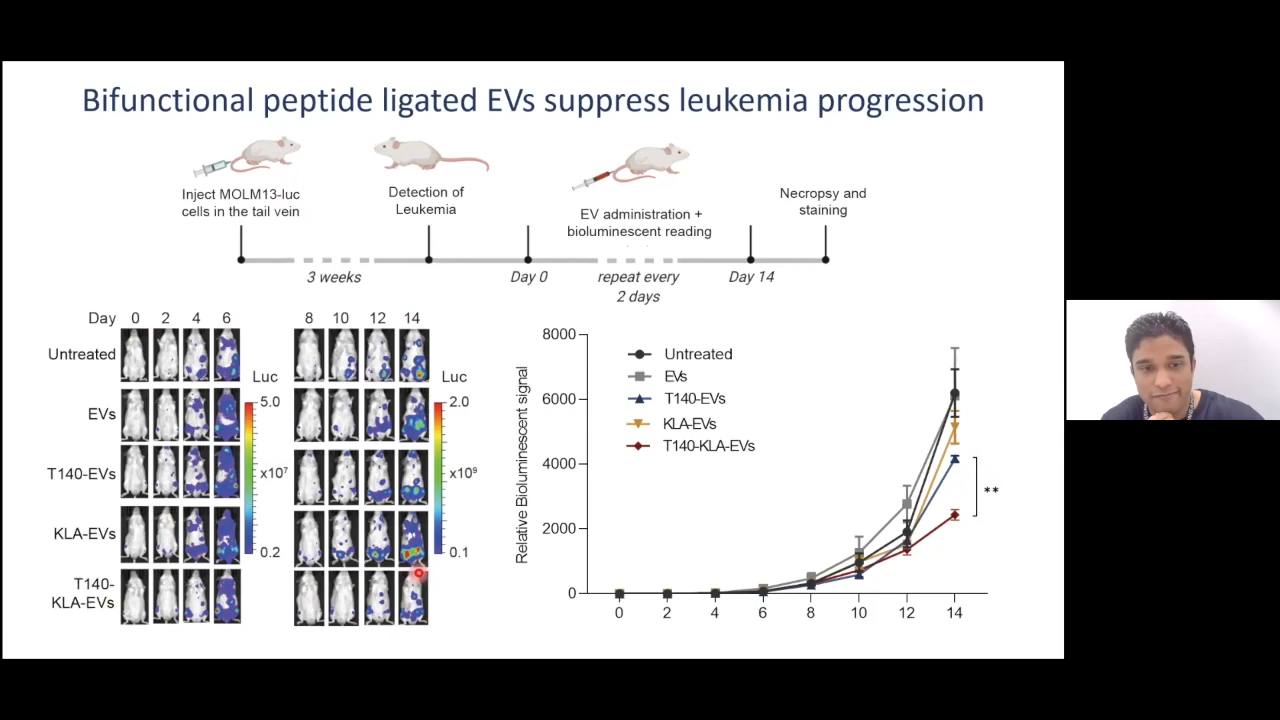 Bifunctional peptide ligated EVs suppress leukemia progression
Inject MOLM13-luc
cells in the tail vein
Detection of
Leukemia
EV administration +
bioluminescent reading
Necropsy and
staining
3 weeks
Day 0
repeat every
2 days
Day 14
Day 0 2 4 6 8 10 12 14
Untreated
EVs
T140-EVs
KLA-EVs
T140-
KLA-EVs
Luc
5.0
x10⁷
0.2
Luc
2.0
x10⁹
0.1
Relative Bioluminescent signal
8000
6000
4000
2000
0
Untreated
EVs
T140-EVs
KLA-EVs
T140-KLA-EVs
**
0 2 4 6 8 10 12 14